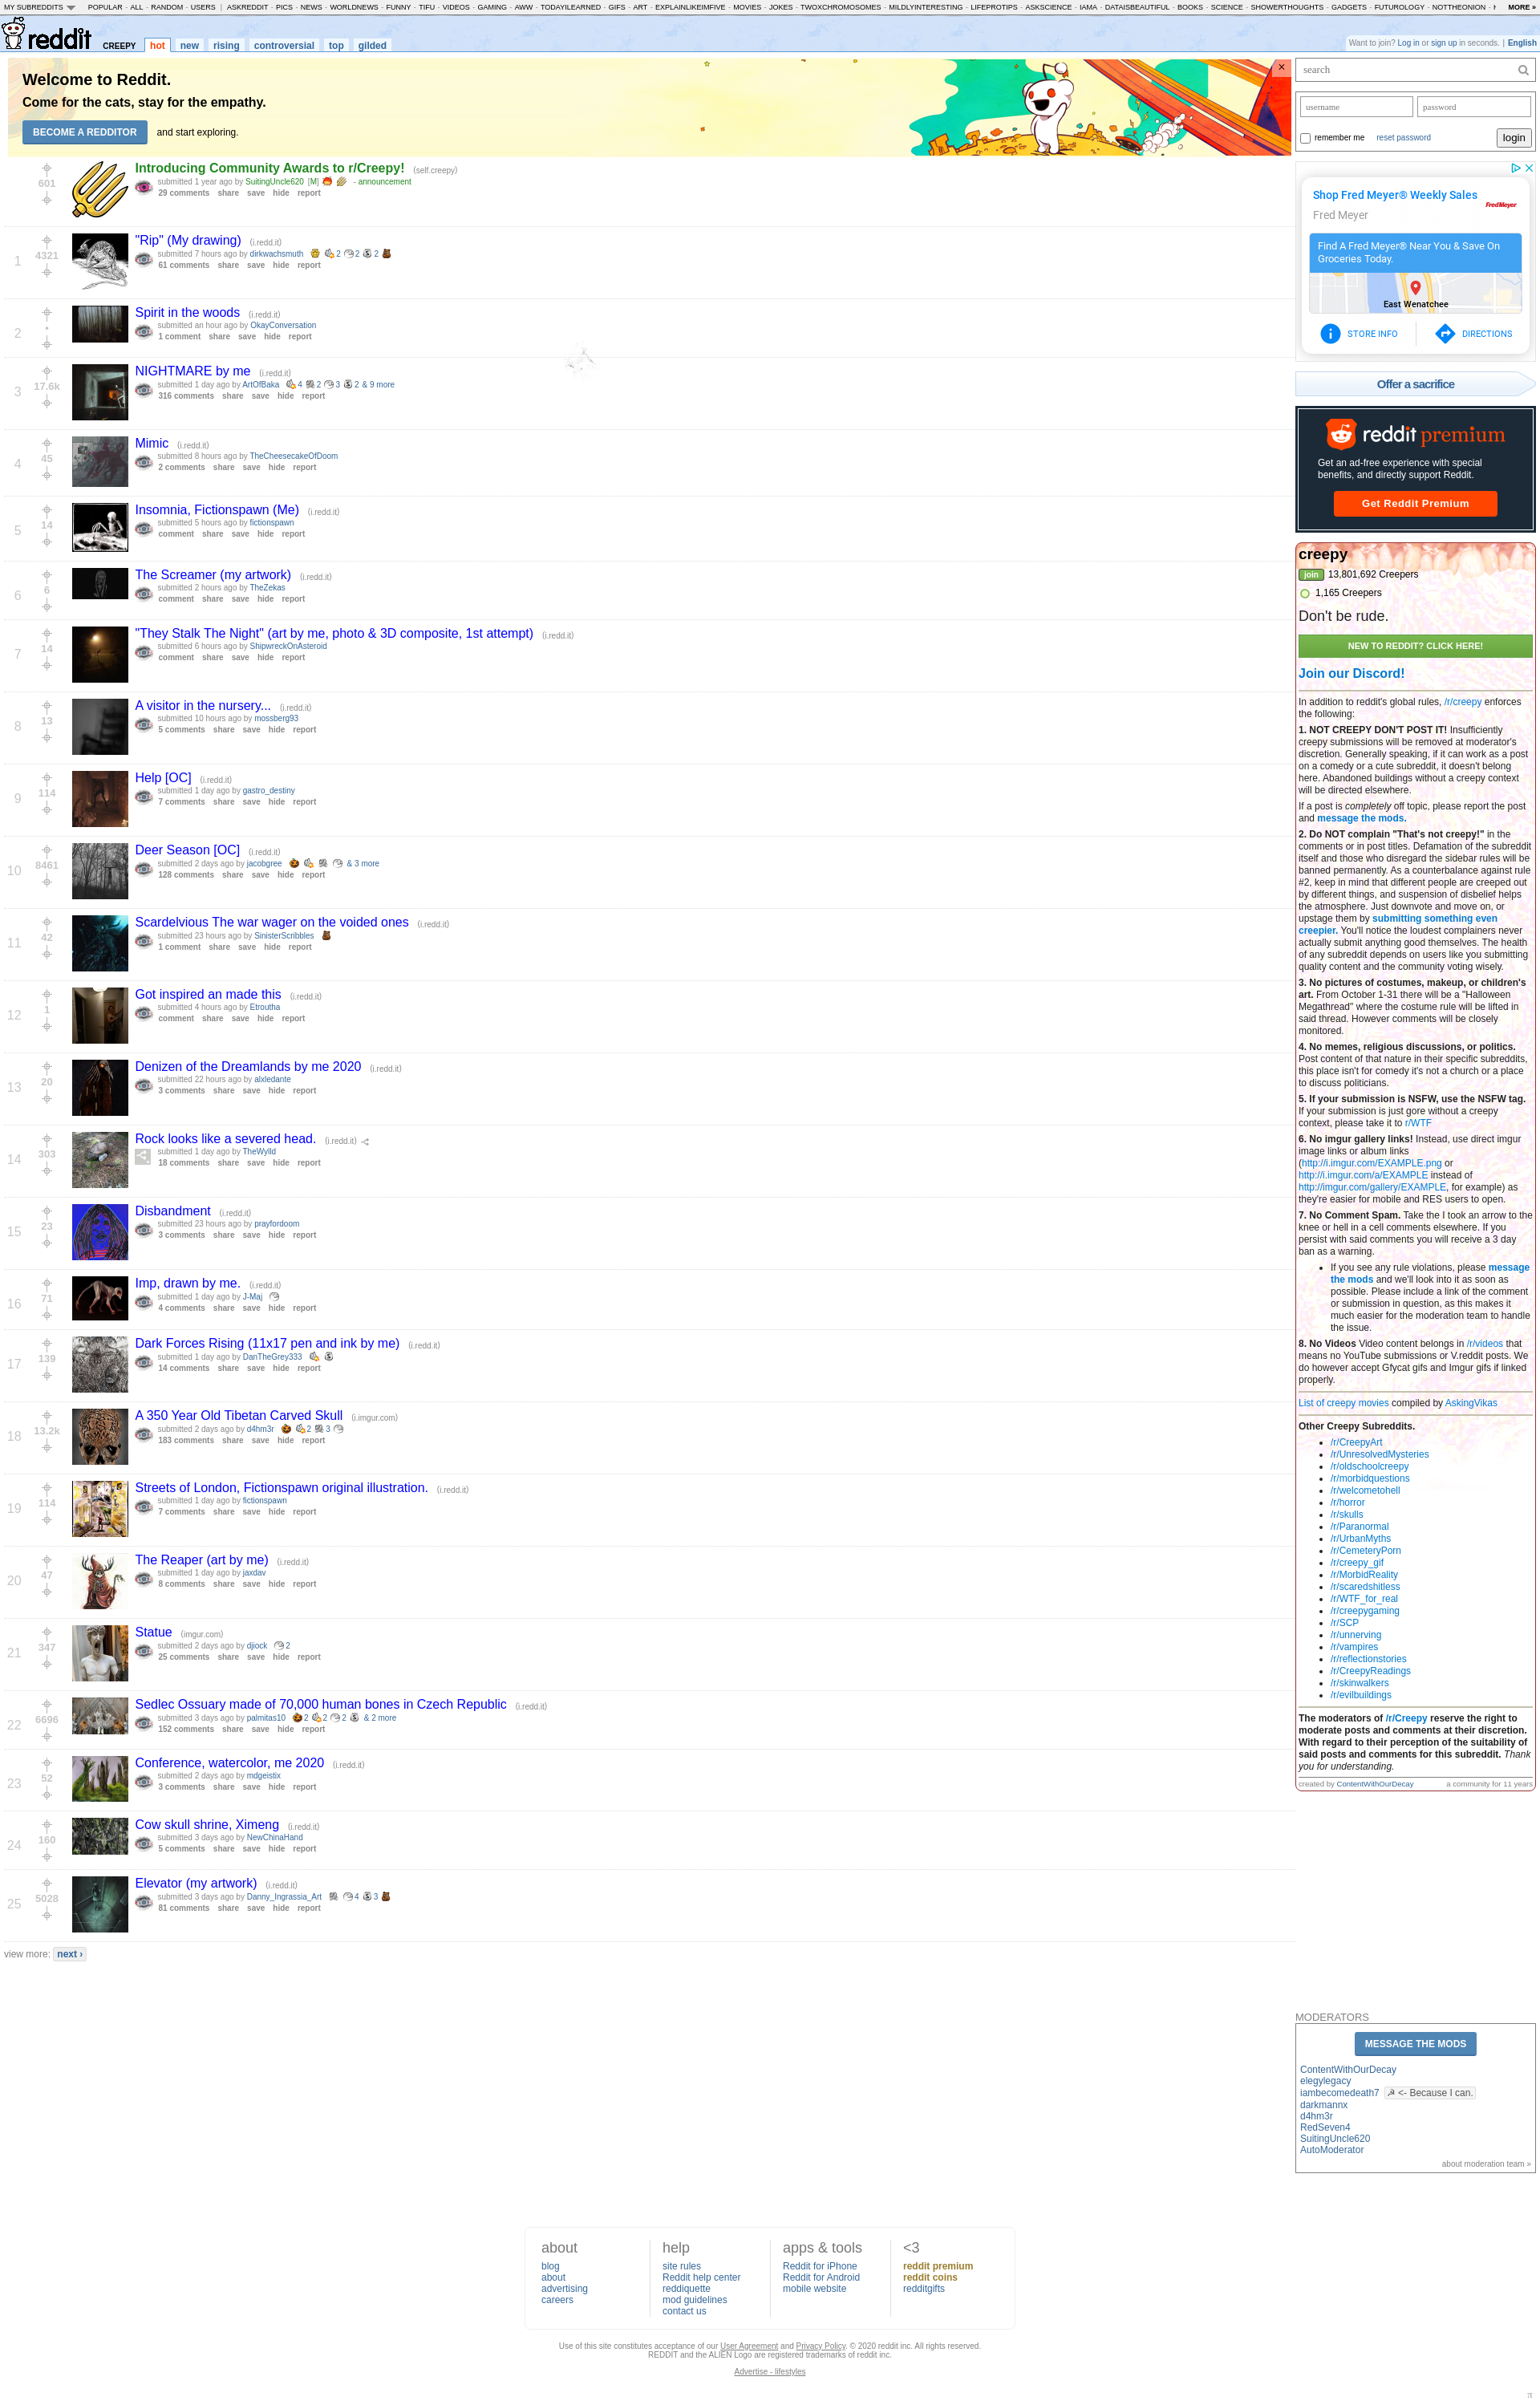 MY SUBREDDITS POPULAR - ALL - RANDOM - USERS | ASKREDDIT - PICS - NEWS - WORLDNEWS - FUNNY - TIFU - VIDEOS - GAMING - AWW - TODAYILEARNED - GIFS - ART - EXPLAINLIKEIMFIVE - MOVIES - JOKES - TWOXCHROMOSOMES - MILDLYINTERESTING - LIFEPROTIPS - ASKSCIENCE - IAMA - DATAISBEAUTIFUL - BOOKS - SCIENCE - SHOWERTHOUGHTS - GADGETS - FUTUROLOGY - NOTTHEONION - MORE »
reddit CREEPY hot new rising controversial top gilded
Want to join? Log in or sign up in seconds. | English
Welcome to Reddit.
Come for the cats, stay for the empathy.
BECOME A REDDITOR and start exploring.
×
601
Introducing Community Awards to r/Creepy! (self.creepy)
submitted 1 year ago by SuitingUncle620 [M] - announcement
29 comments share save hide report
1
4321
"Rip" (My drawing) (i.redd.it)
submitted 7 hours ago by dirkwachsmuth 2 2 2
61 comments share save hide report
2
•
Spirit in the woods (i.redd.it)
submitted an hour ago by OkayConversation
1 comment share save hide report
3
17.6k
NIGHTMARE by me (i.redd.it)
submitted 1 day ago by ArtOfBaka 4 2 3 2 & 9 more
316 comments share save hide report
4
45
Mimic (i.redd.it)
submitted 8 hours ago by TheCheesecakeOfDoom
2 comments share save hide report
5
14
Insomnia, Fictionspawn (Me) (i.redd.it)
submitted 5 hours ago by fictionspawn
comment share save hide report
6
6
The Screamer (my artwork) (i.redd.it)
submitted 2 hours ago by TheZekas
comment share save hide report
7
14
"They Stalk The Night" (art by me, photo & 3D composite, 1st attempt) (i.redd.it)
submitted 6 hours ago by ShipwreckOnAsteroid
comment share save hide report
8
13
A visitor in the nursery... (i.redd.it)
submitted 10 hours ago by mossberg93
5 comments share save hide report
9
114
Help [OC] (i.redd.it)
submitted 1 day ago by gastro_destiny
7 comments share save hide report
10
8461
Deer Season [OC] (i.redd.it)
submitted 2 days ago by jacobgree & 3 more
128 comments share save hide report
11
42
Scardelvious The war wager on the voided ones (i.redd.it)
submitted 23 hours ago by SinisterScribbles
1 comment share save hide report
12
1
Got inspired an made this (i.redd.it)
submitted 4 hours ago by Etroutha
comment share save hide report
13
20
Denizen of the Dreamlands by me 2020 (i.redd.it)
submitted 22 hours ago by alxledante
3 comments share save hide report
14
303
Rock looks like a severed head. (i.redd.it)
submitted 1 day ago by TheWylld
18 comments share save hide report
15
23
Disbandment (i.redd.it)
submitted 23 hours ago by prayfordoom
3 comments share save hide report
16
71
Imp, drawn by me. (i.redd.it)
submitted 1 day ago by J-Maj
4 comments share save hide report
17
139
Dark Forces Rising (11x17 pen and ink by me) (i.redd.it)
submitted 1 day ago by DanTheGrey333
14 comments share save hide report
18
13.2k
A 350 Year Old Tibetan Carved Skull (i.imgur.com)
submitted 2 days ago by d4hm3r 2 3
183 comments share save hide report
19
114
Streets of London, Fictionspawn original illustration. (i.redd.it)
submitted 1 day ago by fictionspawn
7 comments share save hide report
20
47
The Reaper (art by me) (i.redd.it)
submitted 1 day ago by jaxdav
8 comments share save hide report
21
347
Statue (imgur.com)
submitted 2 days ago by djiock 2
25 comments share save hide report
22
6696
Sedlec Ossuary made of 70,000 human bones in Czech Republic (i.redd.it)
submitted 3 days ago by palmitas10 2 2 2 & 2 more
152 comments share save hide report
23
52
Conference, watercolor, me 2020 (i.redd.it)
submitted 2 days ago by mdgeistix
3 comments share save hide report
24
160
Cow skull shrine, Ximeng (i.redd.it)
submitted 3 days ago by NewChinaHand
5 comments share save hide report
25
5028
Elevator (my artwork) (i.redd.it)
submitted 3 days ago by Danny_Ingrassia_Art 4 3
81 comments share save hide report
view more: next ›
search
username password
remember me reset password login
Shop Fred Meyer® Weekly Sales
Fred Meyer
Fred Meyer
Find A Fred Meyer® Near You & Save On
Groceries Today.
East Wenatchee
STORE INFO DIRECTIONS
Offer a sacrifice
reddit premium
Get an ad-free experience with special
benefits, and directly support Reddit.
Get Reddit Premium
creepy
join 13,801,692 Creepers
1,165 Creepers
Don't be rude.
NEW TO REDDIT? CLICK HERE!
Join our Discord!
In addition to reddit's global rules, /r/creepy enforces
the following:
1. NOT CREEPY DON'T POST IT! Insufficiently
creepy submissions will be removed at moderator's
discretion. Generally speaking, if it can work as a post
on a comedy or a cute subreddit, it doesn't belong
here. Abandoned buildings without a creepy context
will be directed elsewhere.
If a post is completely off topic, please report the post
and message the mods.
2. Do NOT complain "That's not creepy!" in the
comments or in post titles. Defamation of the subreddit
itself and those who disregard the sidebar rules will be
banned permanently. As a counterbalance against rule
#2, keep in mind that different people are creeped out
by different things, and suspension of disbelief helps
the atmosphere. Just downvote and move on, or
upstage them by submitting something even
creepier. You'll notice the loudest complainers never
actually submit anything good themselves. The health
of any subreddit depends on users like you submitting
quality content and the community voting wisely.
3. No pictures of costumes, makeup, or children's
art. From October 1-31 there will be a "Halloween
Megathread" where the costume rule will be lifted in
said thread. However comments will be closely
monitored.
4. No memes, religious discussions, or politics.
Post content of that nature in their specific subreddits,
this place isn't for comedy it's not a church or a place
to discuss politicians.
5. If your submission is NSFW, use the NSFW tag.
If your submission is just gore without a creepy
context, please take it to r/WTF
6. No imgur gallery links! Instead, use direct imgur
image links or album links
(http://i.imgur.com/EXAMPLE.png or
http://i.imgur.com/a/EXAMPLE instead of
http://imgur.com/gallery/EXAMPLE, for example) as
they're easier for mobile and RES users to open.
7. No Comment Spam. Take the I took an arrow to the
knee or hell in a cell comments elsewhere. If you
persist with said comments you will receive a 3 day
ban as a warning.
• If you see any rule violations, please message
the mods and we'll look into it as soon as
possible. Please include a link of the comment
or submission in question, as this makes it
much easier for the moderation team to handle
the issue.
8. No Videos Video content belongs in /r/videos that
means no YouTube submissions or V.reddit posts. We
do however accept Gfycat gifs and Imgur gifs if linked
properly.
List of creepy movies compiled by AskingVikas
Other Creepy Subreddits.
• /r/CreepyArt
• /r/UnresolvedMysteries
• /r/oldschoolcreepy
• /r/morbidquestions
• /r/welcometohell
• /r/horror
• /r/skulls
• /r/Paranormal
• /r/UrbanMyths
• /r/CemeteryPorn
• /r/creepy_gif
• /r/MorbidReality
• /r/scaredshitless
• /r/WTF_for_real
• /r/creepygaming
• /r/SCP
• /r/unnerving
• /r/vampires
• /r/reflectionstories
• /r/CreepyReadings
• /r/skinwalkers
• /r/evilbuildings
The moderators of /r/Creepy reserve the right to
moderate posts and comments at their discretion.
With regard to their perception of the suitability of
said posts and comments for this subreddit. Thank
you for understanding.
created by ContentWithOurDecay a community for 11 years
MODERATORS
MESSAGE THE MODS
ContentWithOurDecay
elegylegacy
iambecomedeath7 ☭ <- Because I can.
darkmannx
d4hm3r
RedSeven4
SuitingUncle620
AutoModerator
about moderation team »
about
blog
about
advertising
careers
help
site rules
Reddit help center
reddiquette
mod guidelines
contact us
apps & tools
Reddit for iPhone
Reddit for Android
mobile website
<3
reddit premium
reddit coins
redditgifts
Use of this site constitutes acceptance of our User Agreement and Privacy Policy. © 2020 reddit inc. All rights reserved.
REDDIT and the ALIEN Logo are registered trademarks of reddit inc.
Advertise - lifestyles
π